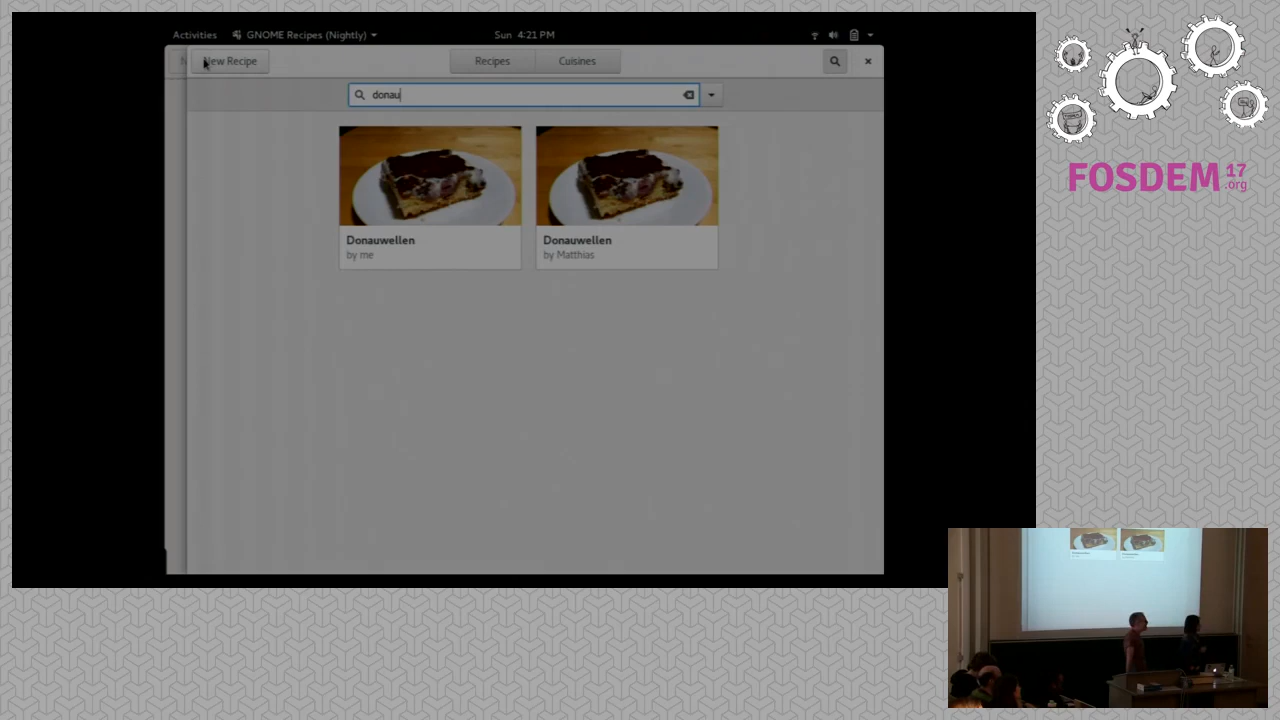 Activities GNOME Recipes (Nightly) Sun 4:21 PM
New Recipe Recipes Cuisines
donau
Donauwellen
by me
Donauwellen
by Matthias
FOSDEM 17
.org